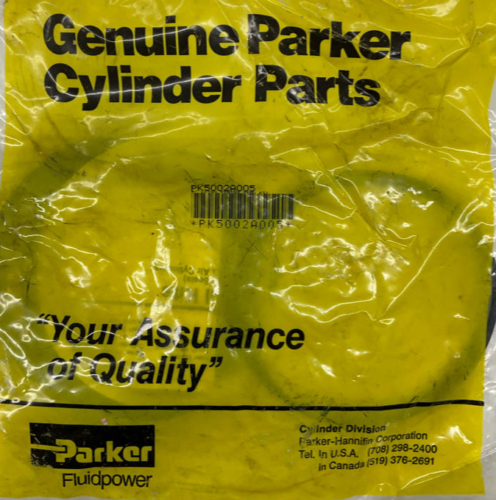 Genuine Parker
Cylinder Parts
PK5002A005
+PK5002A005+
"Your Assurance
of Quality"
Parker
Fluidpower
Cylinder Division
Parker-Hannifin Corporation
Tel. In U.S.A. (708) 298-2400
in Canada (519) 376-2691